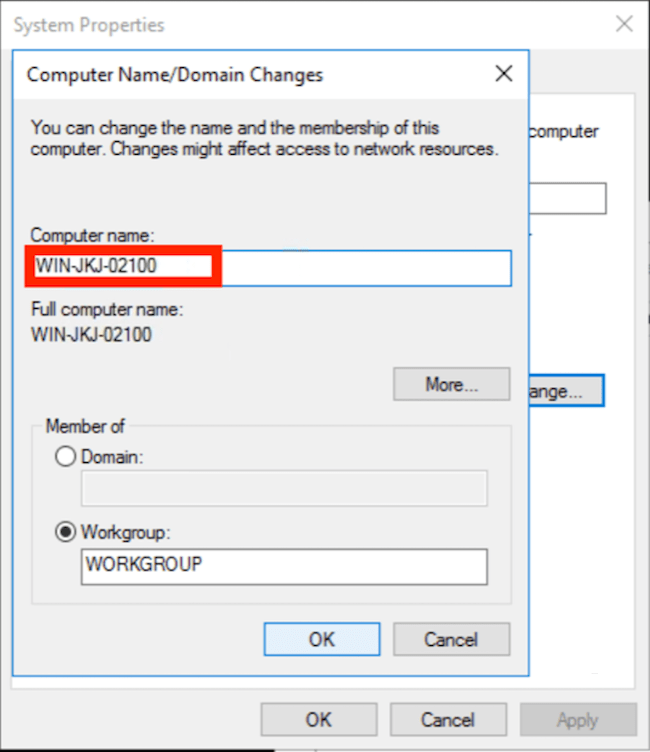 System Properties
Computer Name/Domain Changes
You can change the name and the membership of this
computer. Changes might affect access to network resources.
computer
Computer name:
WIN-JKJ-02100
Full computer name:
WIN-JKJ-02100
More...
ange...
Member of
Domain:
Workgroup:
WORKGROUP
OK Cancel
OK Cancel Apply